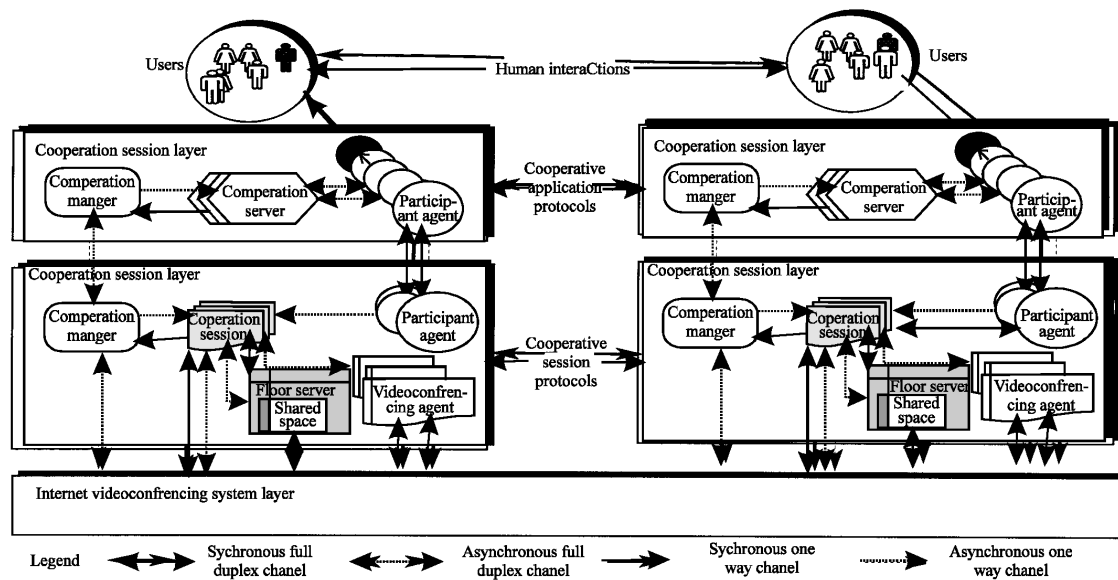 Users
Human interaCtions
Users
Cooperation session layer
Comperation
manger
Comperation
server
Particip-
ant agent
Cooperative
application
protocols
Cooperation session layer
Comperation
manger
Comperation
server
Particip-
ant agent
Cooperation session layer
Comperation
manger
Coperation
session
Participant
agent
Floor server
Shared
space
Videoconfren-
cing agent
Cooperative
session
protocols
Cooperation session layer
Comperation
manger
Coperation
session
Participant
agent
Floor server
Shared
space
Videoconfren-
cing agent
Internet videoconfrencing system layer
Legend
Sychronous full
duplex chanel
Asynchronous full
duplex chanel
Sychronous one
way chanel
Asynchronous one
way chanel